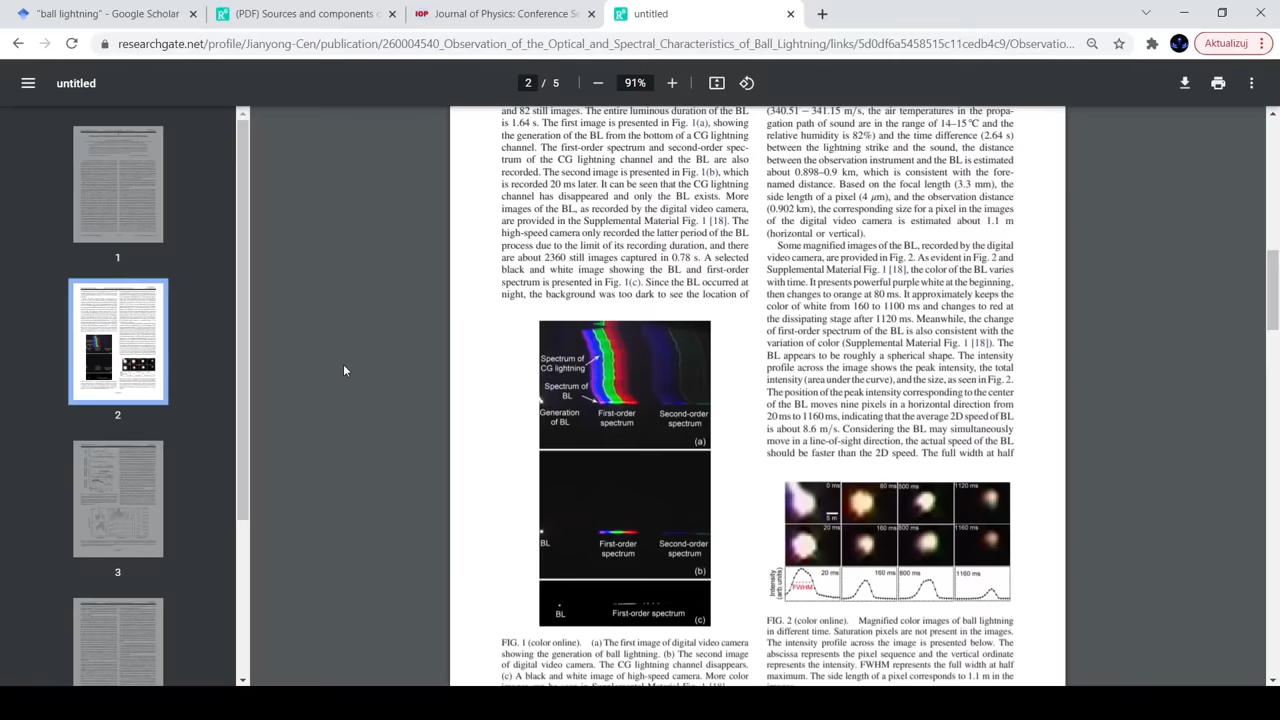 "ball lightning" - Google Scholar
(PDF) Sources and components o
IOP Journal of Physics: Conference Se
untitled
researchgate.net/profile/Jianyong-Cen/publication/260004540_Observation_of_the_Optical_and_Spectral_Characteristics_of_Ball_Lightning/links/5d0df6a5458515c11cedb4c9/Observatio...
Aktualizuj
untitled
2 / 5
91%
1
2
3
and 82 still images. The entire luminous duration of the BL
is 1.64 s. The first image is presented in Fig. 1(a), showing
the generation of the BL from the bottom of a CG lightning
channel. The first-order spectrum and second-order spec-
trum of the CG lightning channel and the BL are also
recorded. The second image is presented in Fig. 1(b), which
is recorded 20 ms later. It can be seen that the CG lightning
channel has disappeared and only the BL exists. More
images of the BL, as recorded by the digital video camera,
are provided in the Supplemental Material Fig. 1 [18]. The
high-speed camera only recorded the latter period of the BL
process due to the limit of its recording duration, and there
are about 2360 still images captured in 0.78 s. A selected
black and white image showing the BL and first-order
spectrum is presented in Fig. 1(c). Since the BL occurred at
night, the background was too dark to see the location of
Spectrum of
CG lightning
Spectrum of
BL
Generation
of BL
First-order
spectrum
Second-order
spectrum
(a)
BL
First-order
spectrum
Second-order
spectrum
(b)
BL
First-order spectrum
(c)
FIG. 1 (color online). (a) The first image of digital video camera
showing the generation of ball lightning. (b) The second image
of digital video camera. The CG lightning channel disappears.
(c) A black and white image of high-speed camera. More color
(340.51 – 341.15 m/s, the air temperatures in the propa-
gation path of sound are in the range of 14–15 °C and the
relative humidity is 82%) and the time difference (2.64 s)
between the lightning strike and the sound, the distance
between the observation instrument and the BL is estimated
about 0.898–0.9 km, which is consistent with the fore-
named distance. Based on the focal length (3.3 mm), the
side length of a pixel (4 μm), and the observation distance
(0.902 km), the corresponding size for a pixel in the images
of the digital video camera is estimated about 1.1 m
(horizontal or vertical).
Some magnified images of the BL, recorded by the digital
video camera, are provided in Fig. 2. As evident in Fig. 2 and
Supplemental Material Fig. 1 [18], the color of the BL varies
with time. It presents powerful purple white at the beginning,
then changes to orange at 80 ms. It approximately keeps the
color of white from 160 to 1100 ms and changes to red at
the dissipating stage after 1120 ms. Meanwhile, the change
of first-order spectrum of the BL is also consistent with the
variation of color (Supplemental Material Fig. 1 [18]). The
BL appears to be roughly a spherical shape. The intensity
profile across the image shows the peak intensity, the total
intensity (area under the curve), and the size, as seen in Fig. 2.
The position of the peak intensity corresponding to the center
of the BL moves nine pixels in a horizontal direction from
20 ms to 1160 ms, indicating that the average 2D speed of BL
is about 8.6 m/s. Considering the BL may simultaneously
move in a line-of-sight direction, the actual speed of the BL
should be faster than the 2D speed. The full width at half
0 ms
80 ms
500 ms
1120 ms
5 m
20 ms
160 ms
800 ms
1160 ms
Intensity
(arb units)
FWHM
20 ms
160 ms
800 ms
1160 ms
FIG. 2 (color online). Magnified color images of ball lightning
in different time. Saturation pixels are not present in the images.
The intensity profile across the image is presented below. The
abscissa represents the pixel sequence and the vertical ordinate
represents the intensity. FWHM represents the full width at half
maximum. The side length of a pixel corresponds to 1.1 m in the